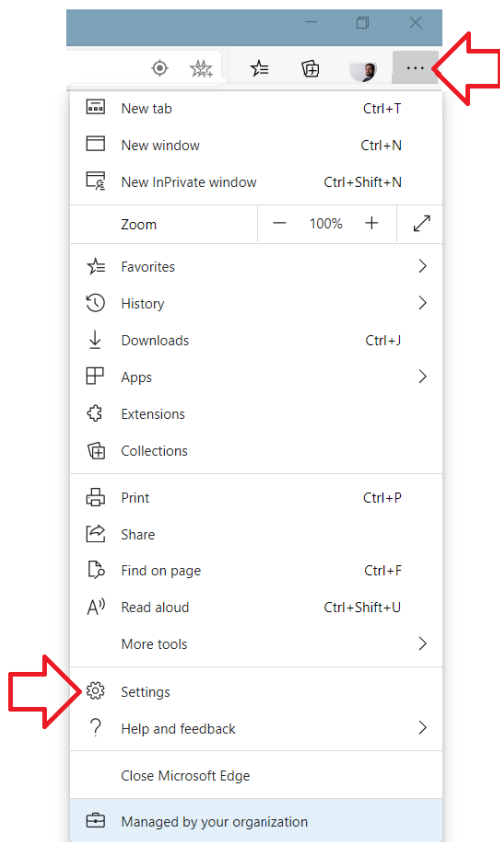 New tab Ctrl+T
New window Ctrl+N
New InPrivate window Ctrl+Shift+N
Zoom 100%
Favorites
History
Downloads Ctrl+J
Apps
Extensions
Collections
Print Ctrl+P
Share
Find on page Ctrl+F
Read aloud Ctrl+Shift+U
More tools
Settings
Help and feedback
Close Microsoft Edge
Managed by your organization